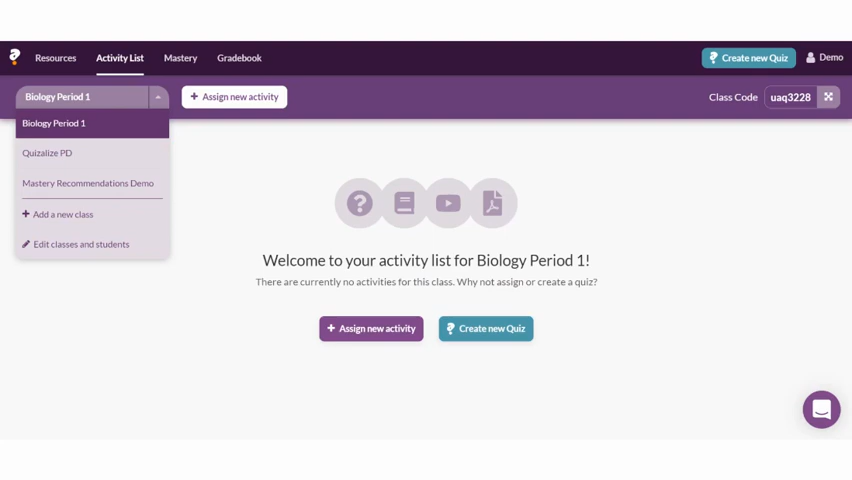 Resources
Activity List
Mastery
Gradebook
Create new Quiz
Demo
Biology Period 1
Assign new activity
Class Code
uaq3228
Biology Period 1
Quizalize PD
Mastery Recommendations Demo
Add a new class
Edit classes and students
Welcome to your activity list for Biology Period 1!
There are currently no activities for this class. Why not assign or create a quiz?
Assign new activity
Create new Quiz